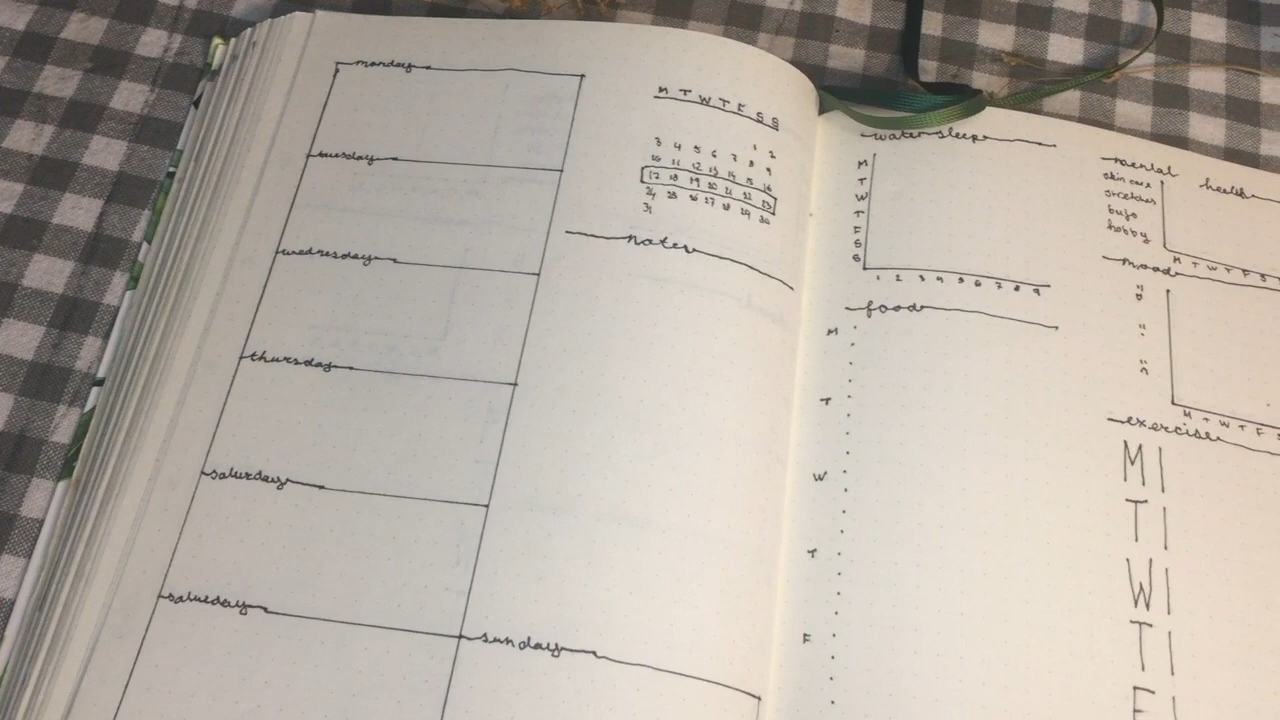 monday
tuesday
wednesday
thursday
saturday
saturday
sunday
M T W T F S S
1 2
3 4 5 6 7 8 9
10 11 12 13 14 15 16
17 18 19 20 21 22 23
24 25 26 27 28 29 30
31
notes
water sleep
M
T
W
T
F
S
S
1 2 3 4 5 6 7 8 9
food
M
T
W
T
F
mental health
skin care
stretches
bujo
hobby
M T W T F S
mood
M T W T F S
exercise
M
T
W
T
F